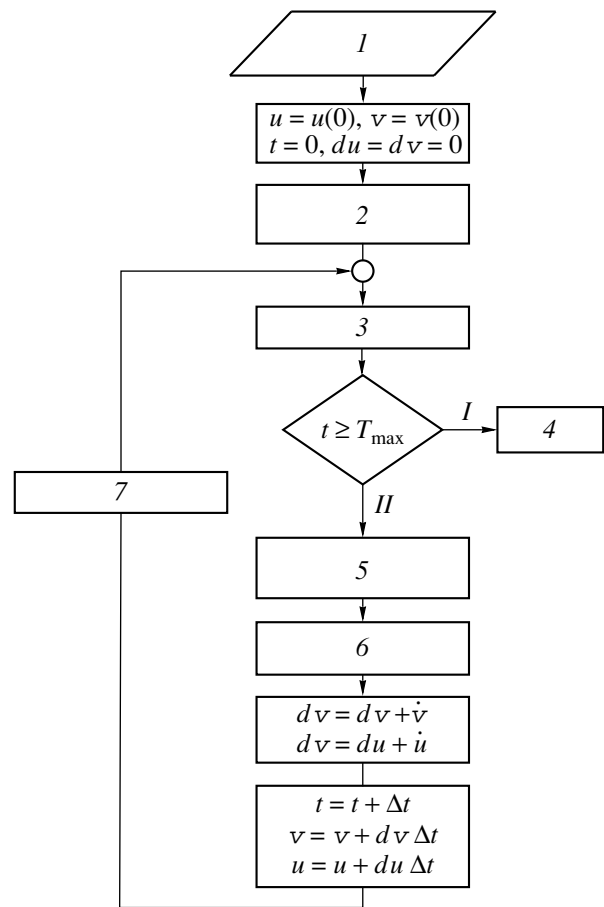 1
u = u(0), v = v(0)
t = 0, du = dv = 0
2
3
t ≥ T_max
I
4
7
II
5
6
dv = dv + v̇
dv = du + u̇
t = t + Δt
v = v + dv Δt
u = u + du Δt